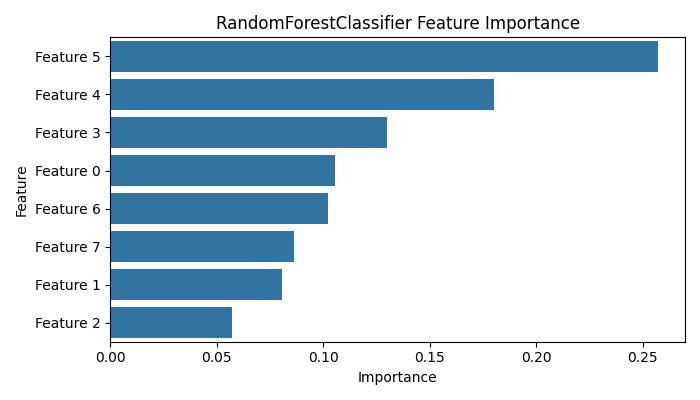 RandomForestClassifier Feature Importance
Feature 5
Feature 4
Feature 3
Feature 0
Feature 6
Feature 7
Feature 1
Feature 2
Feature
0.00 0.05 0.10 0.15 0.20 0.25
Importance